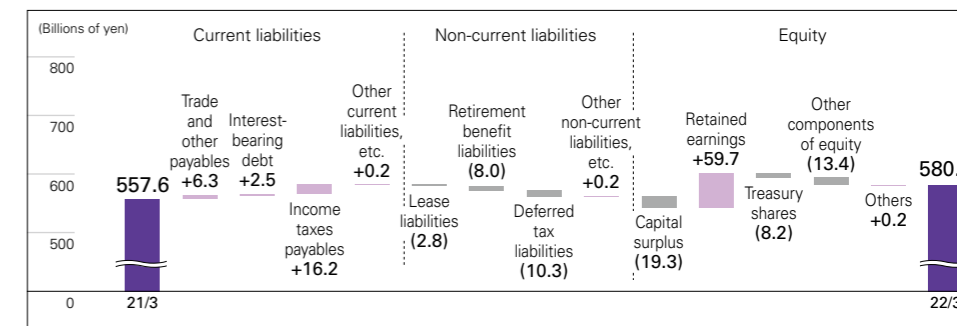 (Billions of yen)
Current liabilities
Non-current liabilities
Equity
800
700
600
500
0
557.6
21/3
Trade
and
other
payables
+6.3
Interest-
bearing
debt
+2.5
Income
taxes
payables
+16.2
Other
current
liabilities,
etc.
+0.2
Lease
liabilities
(2.8)
Retirement
benefit
liabilities
(8.0)
Deferred
tax
liabilities
(10.3)
Other
non-current
liabilities,
etc.
+0.2
Capital
surplus
(19.3)
Retained
earnings
+59.7
Treasury
shares
(8.2)
Other
components
of equity
(13.4)
Others
+0.2
580.
22/3